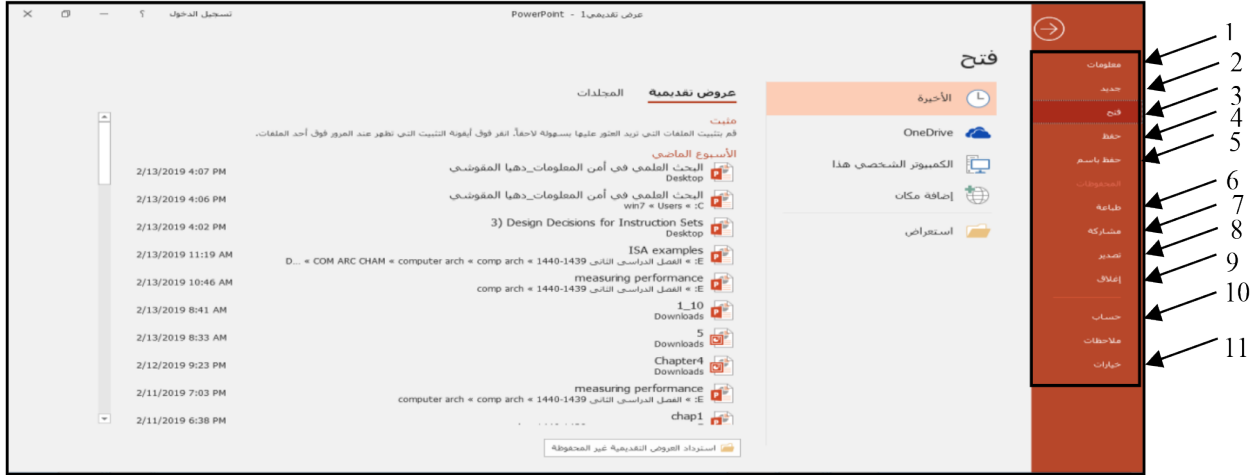 عرض تقديمي1 - PowerPoint
تسجيل الدخول ؟
معلومات
جديد
فتح
حفظ
حفظ باسم
المحفوظات
طباعة
مشاركة
تصدير
إغلاق
حساب
ملاحظات
خيارات
1
2
3
4
5
6
7
8
9
10
11
فتح
الأخيرة
OneDrive
الكمبيوتر الشخصي هذا
إضافة مكان
استعراض
عروض تقديمية المجلدات
مثبت
قم بتثبيت الملفات التي تريد العثور عليها بسهولة لاحقاً. انقر فوق أيقونة التثبيت التي تظهر عند المرور فوق أحد الملفات.
الأسبوع الماضي
البحث العلمي في أمن المعلومات_دهيا المقوشي 2/13/2019 4:07 PM
Desktop
البحث العلمي في أمن المعلومات_دهيا المقوشي 2/13/2019 4:06 PM
win7 « Users « :C
3) Design Decisions for Instruction Sets 2/13/2019 4:02 PM
Desktop
ISA examples 2/13/2019 11:19 AM
E: » الفصل الدراسي الثاني 1439-1440 » D... « COM ARC CHAM « computer arch « comp arch
measuring performance 2/13/2019 10:46 AM
E: » الفصل الدراسي الثاني 1439-1440 » comp arch
1_10 2/13/2019 8:41 AM
Downloads
5 2/13/2019 8:33 AM
Downloads
Chapter4 2/12/2019 9:23 PM
Downloads
measuring performance 2/11/2019 7:03 PM
E: » الفصل الدراسي الثاني 1439-1440 » computer arch « comp arch
chap1 2/11/2019 6:38 PM
استرداد العروض التقديمية غير المحفوظة